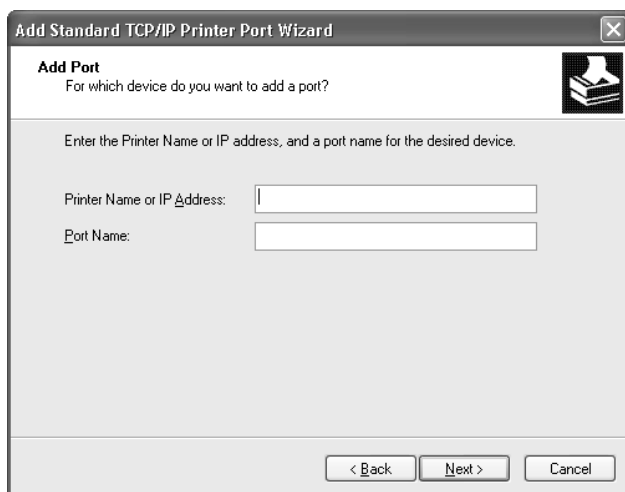 Add Standard TCP/IP Printer Port Wizard
Add Port
For which device do you want to add a port?
Enter the Printer Name or IP address, and a port name for the desired device.
Printer Name or IP Address:
Port Name:
< Back Next > Cancel